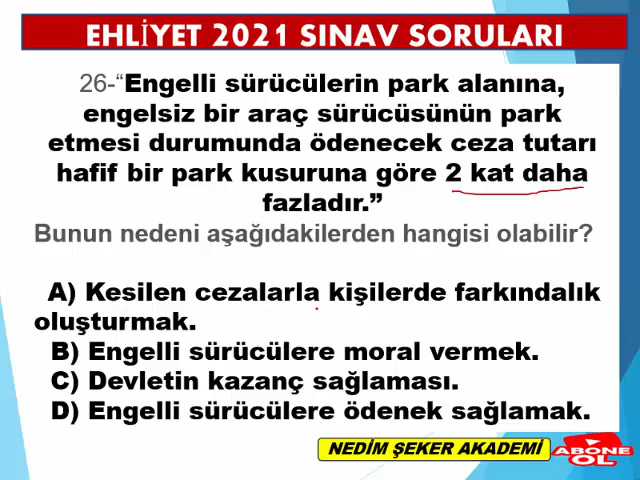 EHLİYET 2021 SINAV SORULARI
26-“Engelli sürücülerin park alanına,
engelsiz bir araç sürücüsünün park
etmesi durumunda ödenecek ceza tutarı
hafif bir park kusuruna göre 2 kat daha
fazladır.”
Bunun nedeni aşağıdakilerden hangisi olabilir?
A) Kesilen cezalarla kişilerde farkındalık
oluşturmak.
B) Engelli sürücülere moral vermek.
C) Devletin kazanç sağlaması.
D) Engelli sürücülere ödenek sağlamak.
NEDİM ŞEKER AKADEMİ
ABONE
OL